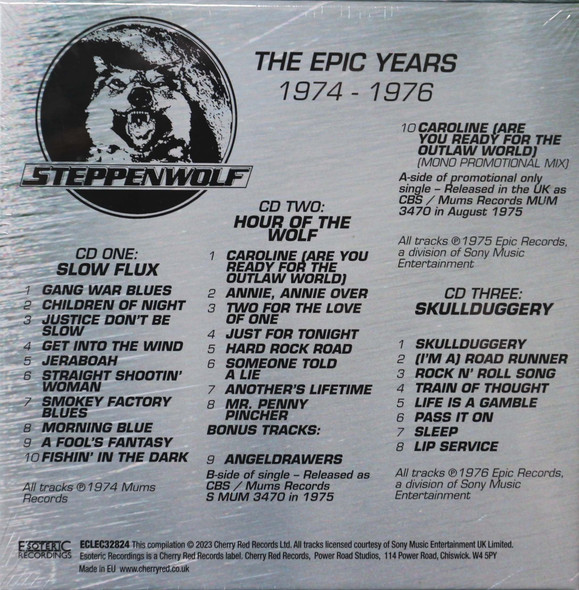 THE EPIC YEARS
1974 - 1976
STEPPENWOLF
CD ONE:
SLOW FLUX
1 GANG WAR BLUES
2 CHILDREN OF NIGHT
3 JUSTICE DON'T BE
SLOW
4 GET INTO THE WIND
5 JERABOAH
6 STRAIGHT SHOOTIN'
WOMAN
7 SMOKEY FACTORY
BLUES
8 MORNING BLUE
9 A FOOL'S FANTASY
10 FISHIN' IN THE DARK
All tracks ℗ 1974 Mums
Records
CD TWO:
HOUR OF THE
WOLF
1 CAROLINE (ARE YOU
READY FOR THE
OUTLAW WORLD)
2 ANNIE, ANNIE OVER
3 TWO FOR THE LOVE
OF ONE
4 JUST FOR TONIGHT
5 HARD ROCK ROAD
6 SOMEONE TOLD
A LIE
7 ANOTHER'S LIFETIME
8 MR. PENNY
PINCHER
BONUS TRACKS:
9 ANGELDRAWERS
B-side of single – Released as
CBS / Mums Records
S MUM 3470 in 1975
10 CAROLINE (ARE
YOU READY FOR THE
OUTLAW WORLD)
(MONO PROMOTIONAL MIX)
A-side of promotional only
single – Released in the UK as
CBS / Mums Records MUM
3470 in August 1975
All tracks ℗ 1975 Epic Records,
a division of Sony Music
Entertainment
CD THREE:
SKULLDUGGERY
1 SKULLDUGGERY
2 (I'M A) ROAD RUNNER
3 ROCK N' ROLL SONG
4 TRAIN OF THOUGHT
5 LIFE IS A GAMBLE
6 PASS IT ON
7 SLEEP
8 LIP SERVICE
All tracks ℗ 1976 Epic Records,
a division of Sony Music
Entertainment
ESOTERIC
RECORDINGS
ECLEC32824 This compilation © 2023 Cherry Red Records Ltd. All tracks licensed courtesy of Sony Music Entertainment UK Limited.
Esoteric Recordings is a Cherry Red Records label. Cherry Red Records, Power Road Studios, 114 Power Road, Chiswick. W4 5PY
Made in EU www.cherryred.co.uk